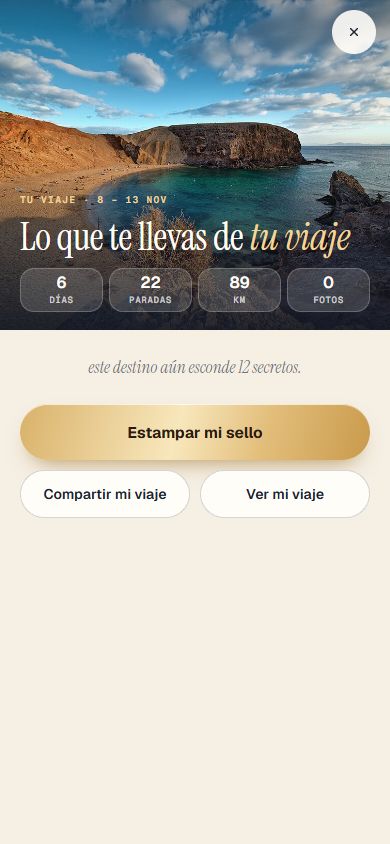 ×
TU VIAJE · 8 – 13 NOV
Lo que te llevas de tu viaje
6 22 89 0
DÍAS PARADAS KM FOTOS
este destino aún esconde 12 secretos.
Estampar mi sello
Compartir mi viaje Ver mi viaje